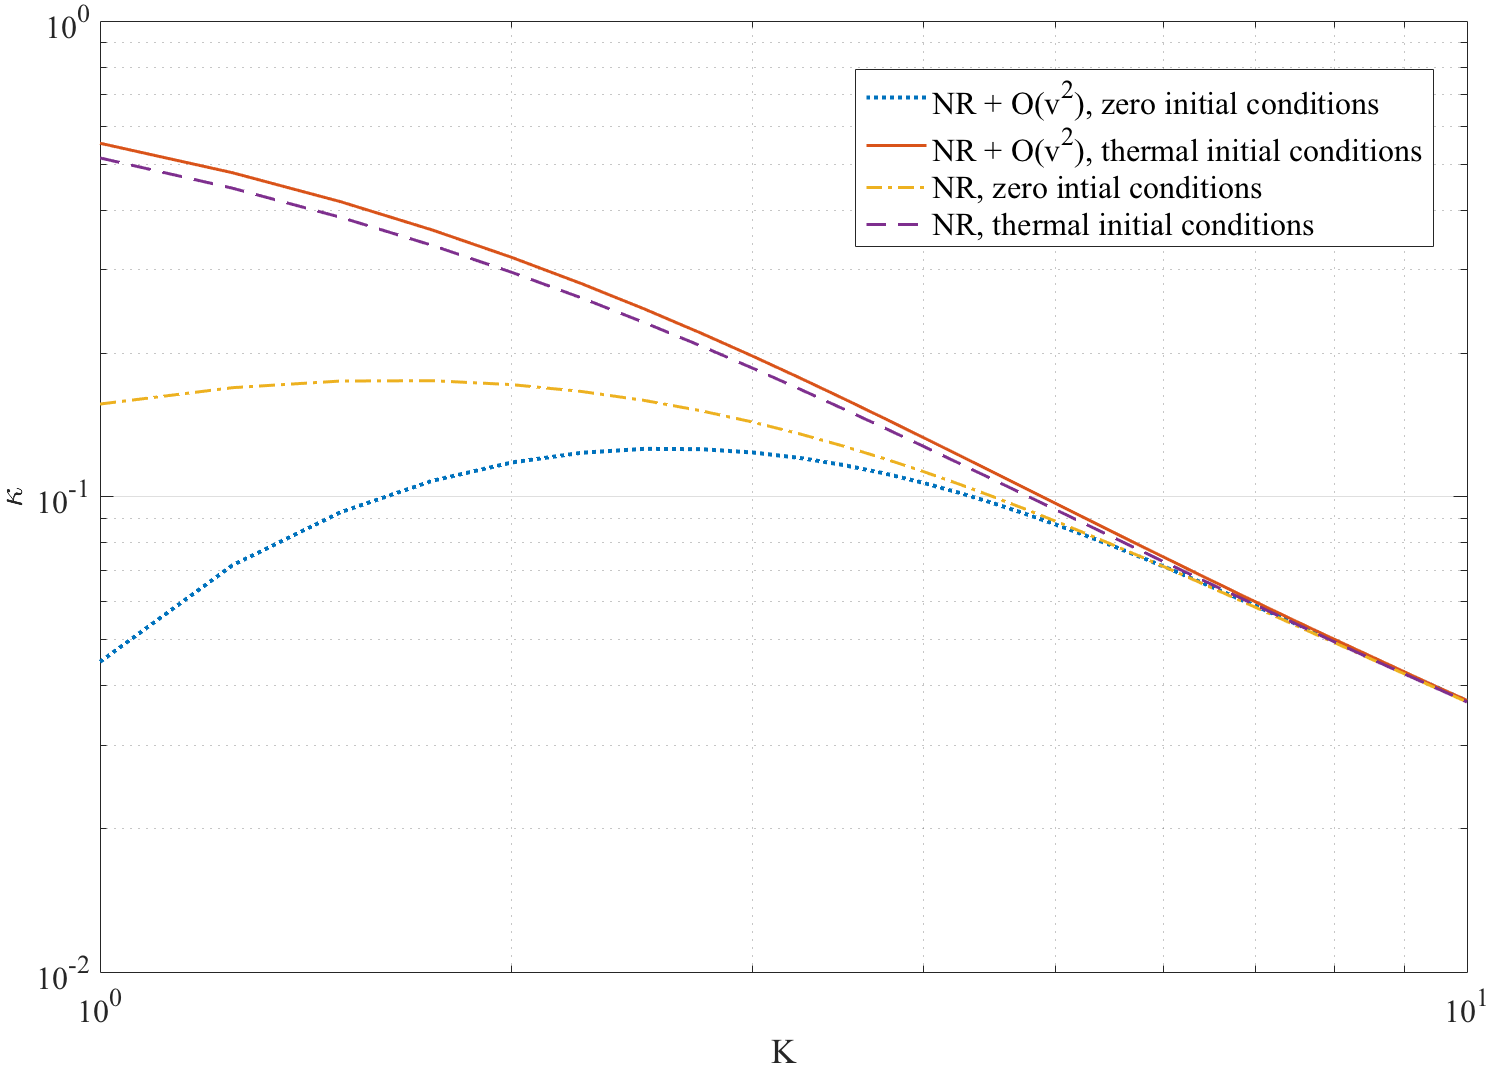 10^0
NR + O(v^2), zero initial conditions
NR + O(v^2), thermal initial conditions
NR, zero intial conditions
NR, thermal initial conditions
κ
10^-1
10^-2
10^0
10^1
K